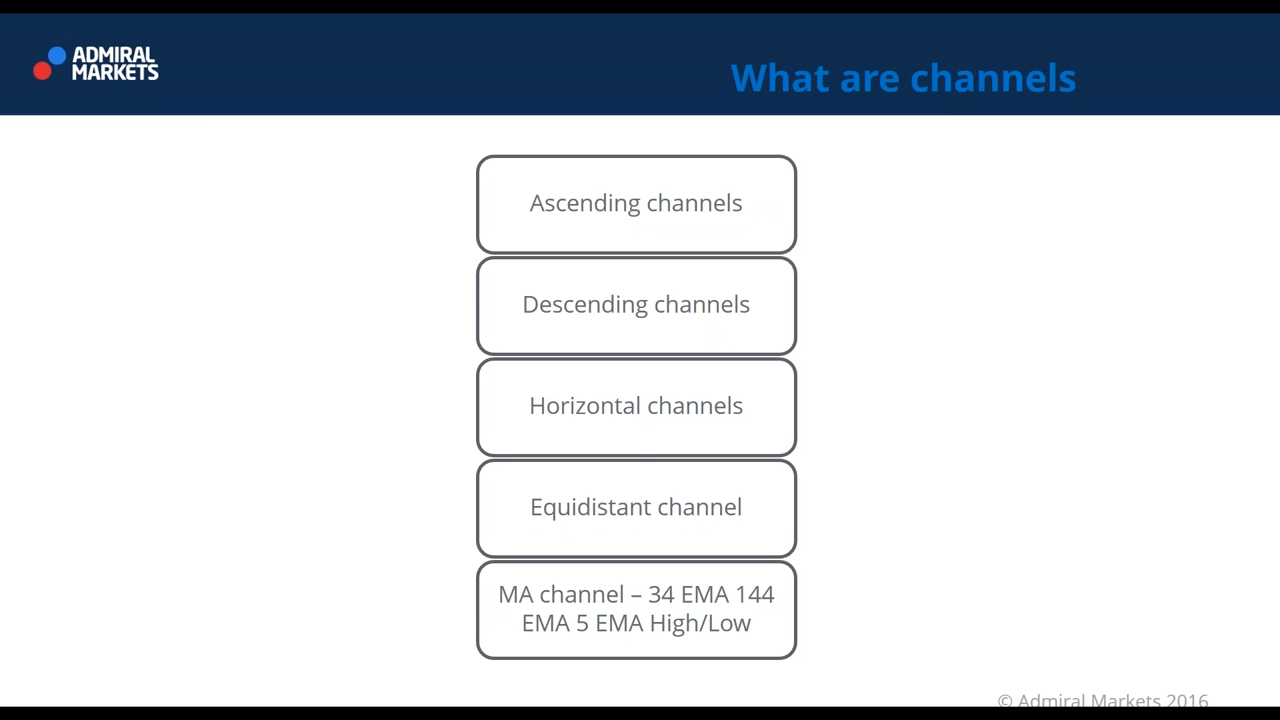 ADMIRAL
MARKETS
What are channels
Ascending channels
Descending channels
Horizontal channels
Equidistant channel
MA channel – 34 EMA 144
EMA 5 EMA High/Low
© Admiral Markets 2016